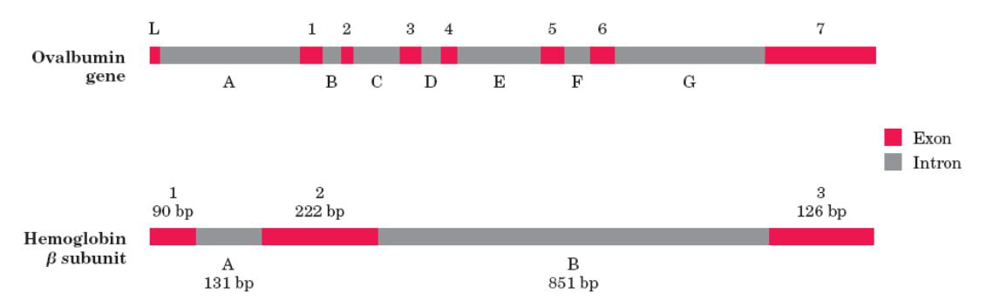 L 1 2 3 4 5 6 7
Ovalbumin
gene
A B C D E F G
Exon
Intron
1 2 3
90 bp 222 bp 126 bp
Hemoglobin
β subunit
A B
131 bp 851 bp